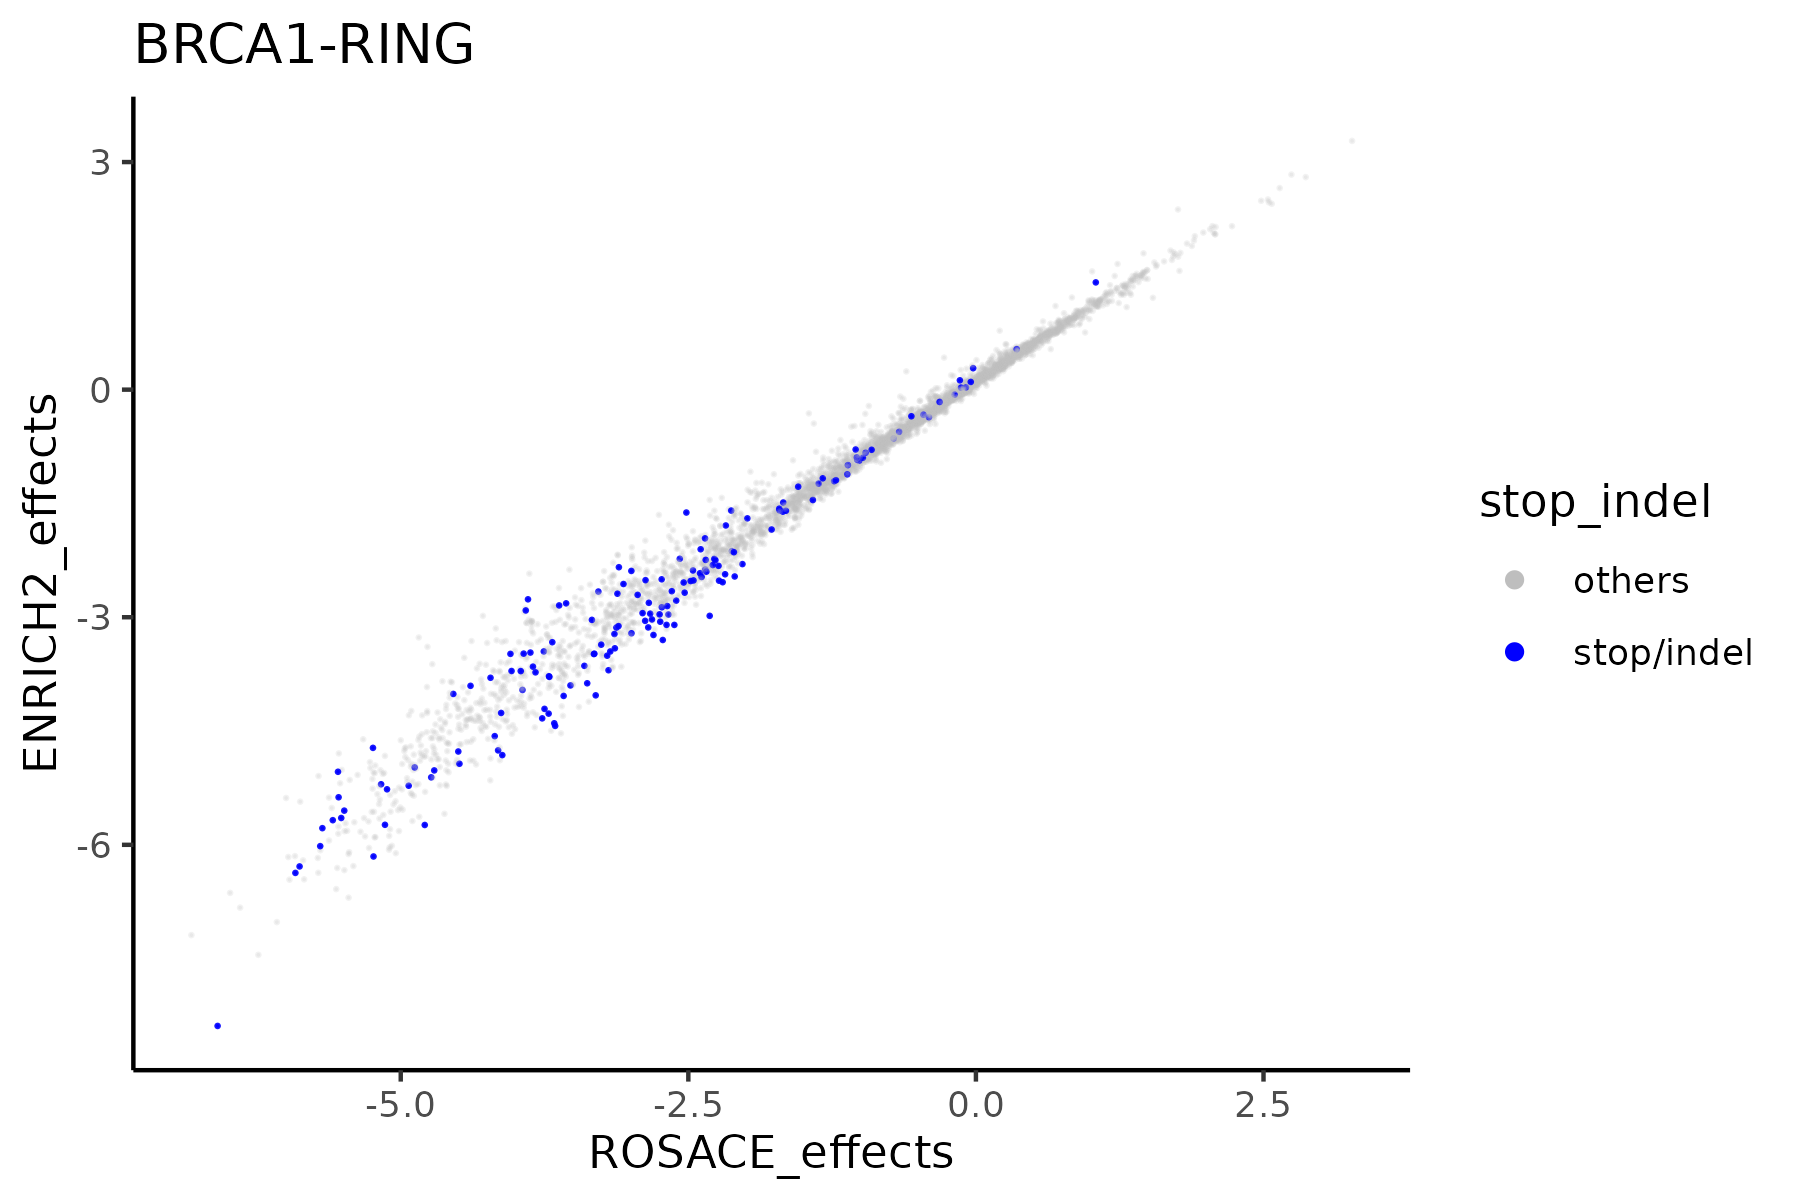 BRCA1-RING
3
0
-3
-6
ENRICH2_effects
-5.0
-2.5
0.0
2.5
ROSACE_effects
stop_indel
others
stop/indel